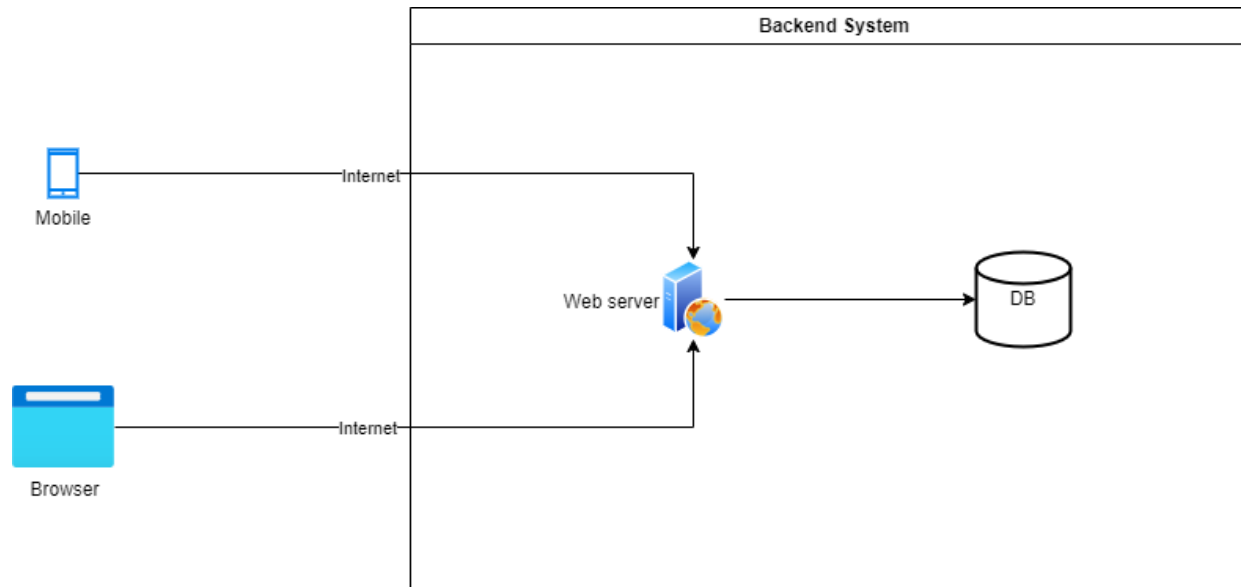 Backend System
Internet
Mobile
Web server
DB
Internet
Browser